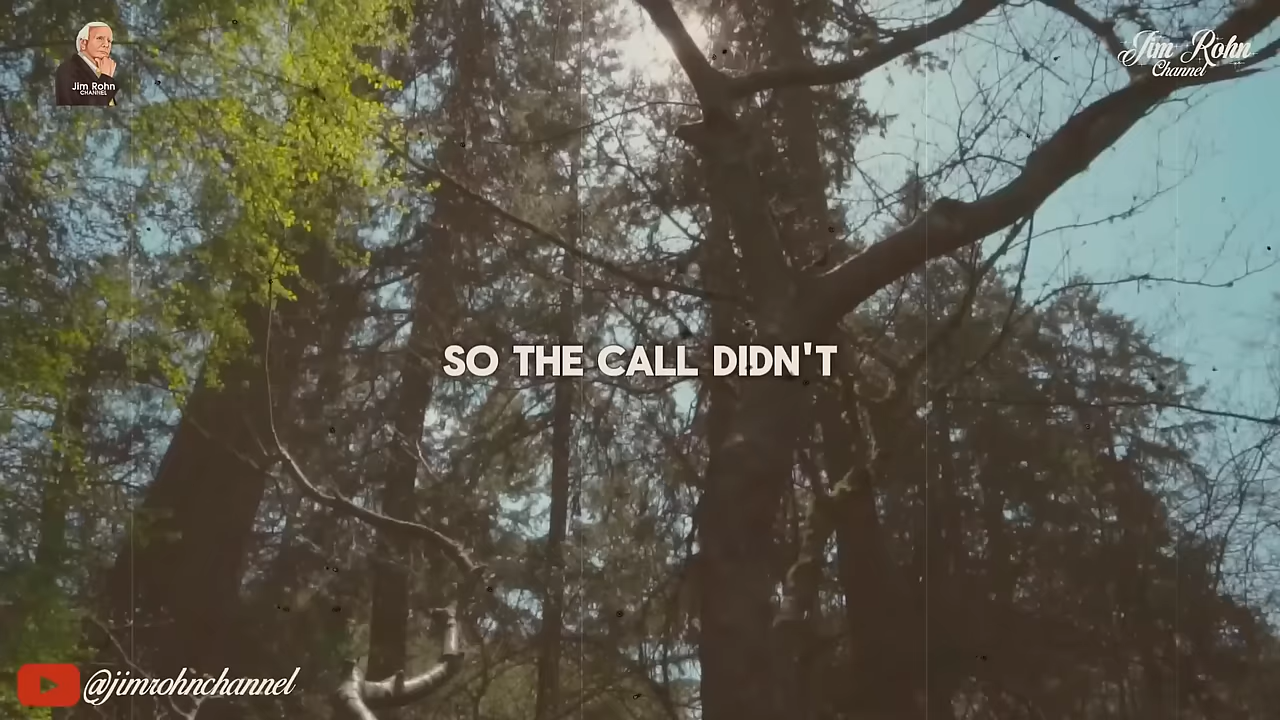 Jim Rohn
CHANNEL
Jim Rohn
Channel
SO THE CALL DIDN'T
@jimrohnchannel